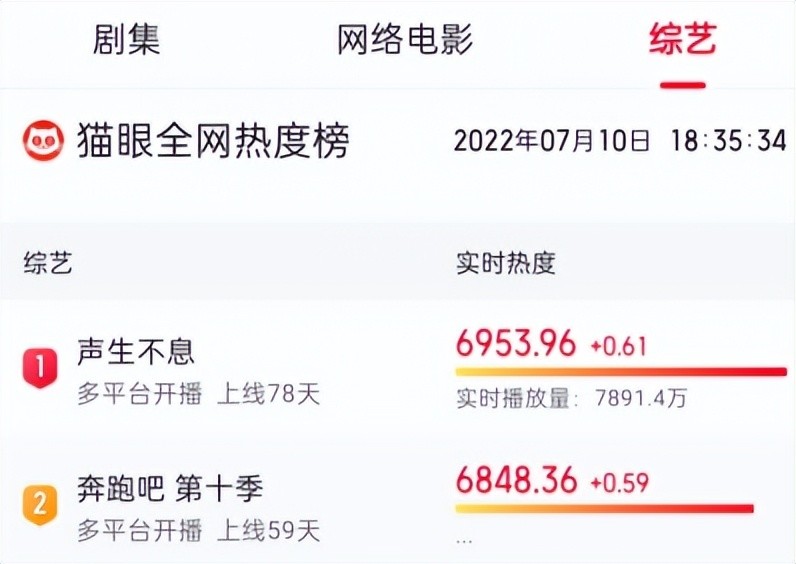 剧集 网络电影 综艺
猫眼全网热度榜 2022年07月10日 18:35:34
综艺 实时热度
1 声生不息 6953.96 +0.61
多平台开播 上线78天 实时播放量：7891.4万
2 奔跑吧 第十季 6848.36 +0.59
多平台开播 上线59天 ...